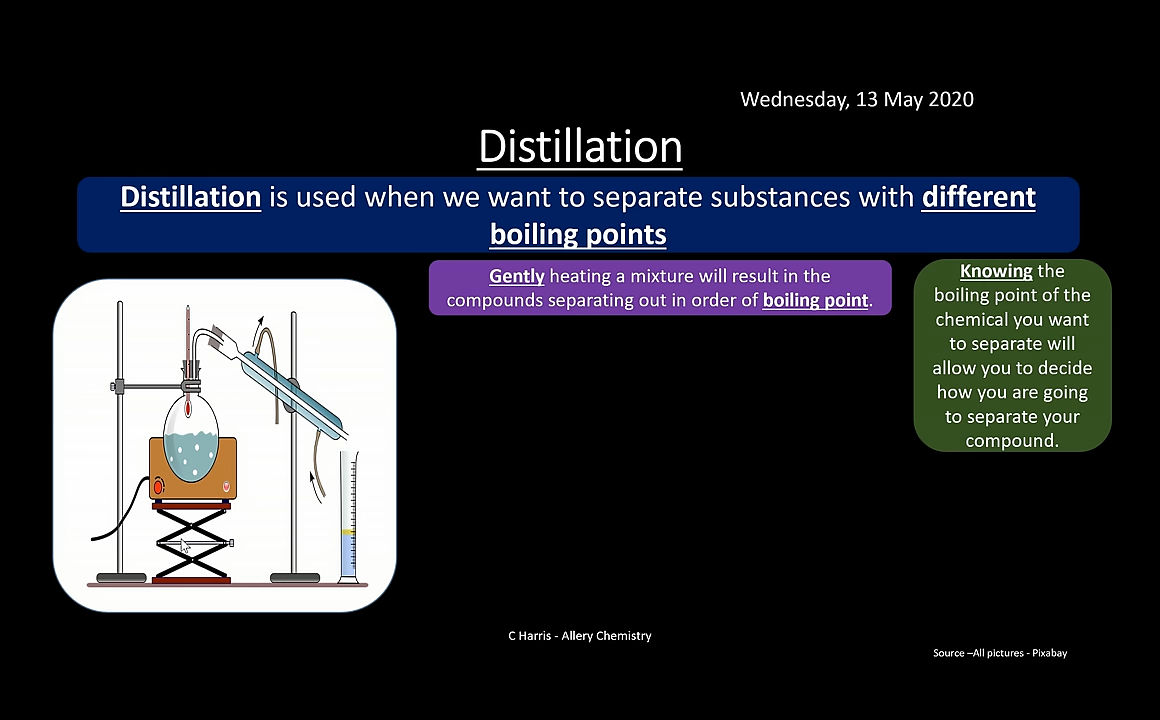 Wednesday, 13 May 2020
Distillation
Distillation is used when we want to separate substances with different
boiling points
Gently heating a mixture will result in the
compounds separating out in order of boiling point.
Knowing the
boiling point of the
chemical you want
to separate will
allow you to decide
how you are going
to separate your
compound.
C Harris - Allery Chemistry
Source –All pictures - Pixabay